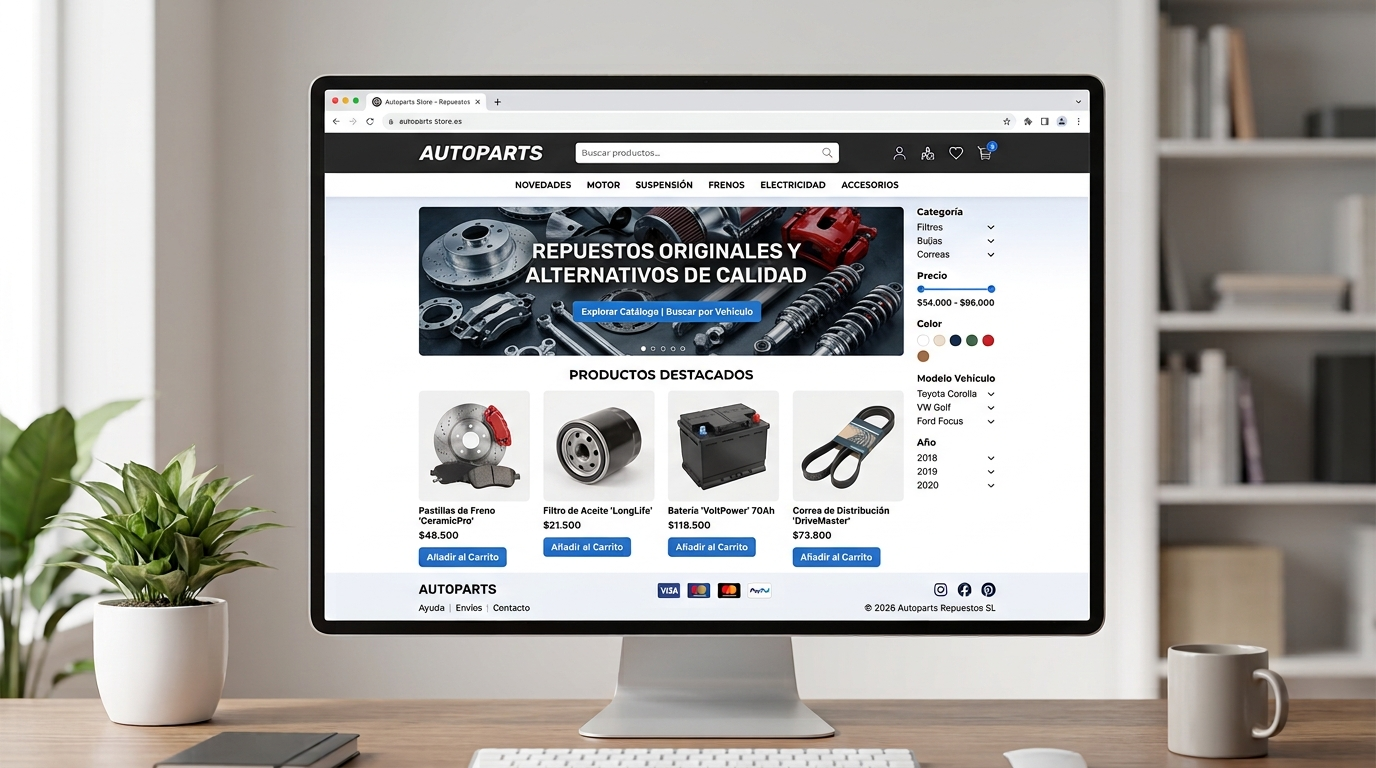 Autoparts Store - Repuestos
autoparts store.es
AUTOPARTS
Buscar productos...
NOVEDADES MOTOR SUSPENSIÓN FRENOS ELECTRICIDAD ACCESORIOS
REPUESTOS ORIGINALES Y
ALTERNATIVOS DE CALIDAD
Explorar Catálogo | Buscar por Vehiculo
Categoría
Filtres
Bujías
Correas
Precio
$54.000 - $96.000
Color
Modelo Vehículo
Teyota Corolla
VW Golf
Ford Focus
Año
2018
2019
2020
PRODUCTOS DESTACADOS
Pastillas da Freno
'CeramicPro'
$48.500
Añadir al Carrito
Filtro de Aceite 'LongLife'
$21.500
Añadir al Carrito
Batería 'VoltPower' 70Ah
$118.500
Añadir al Carrito
Correa de Distribución
'DriveMaster'
$73.800
Añadir al Carrito
AUTOPARTS
Ayuda | Envíos | Contacto
VISA
PayPal
© 2026 Autoparts Repuestos SL